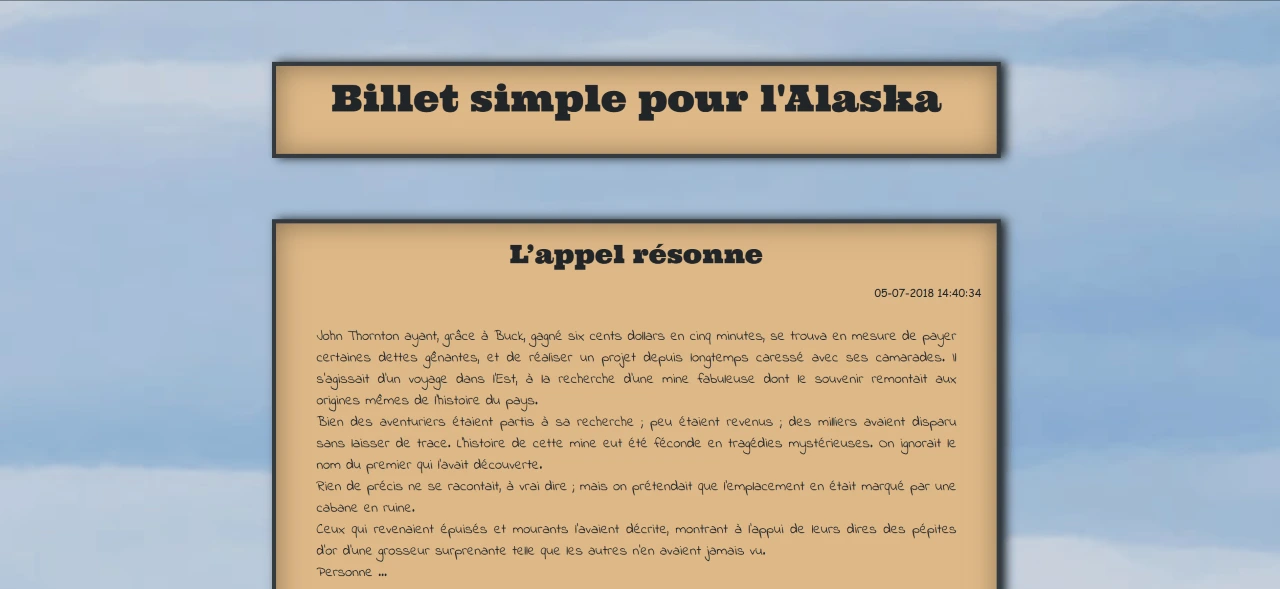 Billet simple pour l'Alaska
L’appel résonne
05-07-2018 14:40:34
John Thornton ayant, grâce à Buck, gagné six cents dollars en cinq minutes, se trouva en mesure de payer
certaines dettes gênantes, et de réaliser un projet depuis longtemps caressé avec ses camarades. Il
s'agissait d'un voyage dans l'Est, à la recherche d'une mine fabuleuse dont le souvenir remontait aux
origines mêmes de l'histoire du pays.
Bien des aventuriers étaient partis à sa recherche ; peu étaient revenus ; des milliers avaient disparu
sans laisser de trace. L'histoire de cette mine eut été féconde en tragédies mystérieuses. On ignorait le
nom du premier qui l'avait découverte.
Rien de précis ne se racontait, à vrai dire ; mais on prétendait que l'emplacement en était marqué par une
cabane en ruine.
Ceux qui revenaient épuisés et mourants l'avaient décrite, montrant à l'appui de leurs dires des pépites
d'or d'une grosseur surprenante telle que les autres n'en avaient jamais vu.
Personne ...